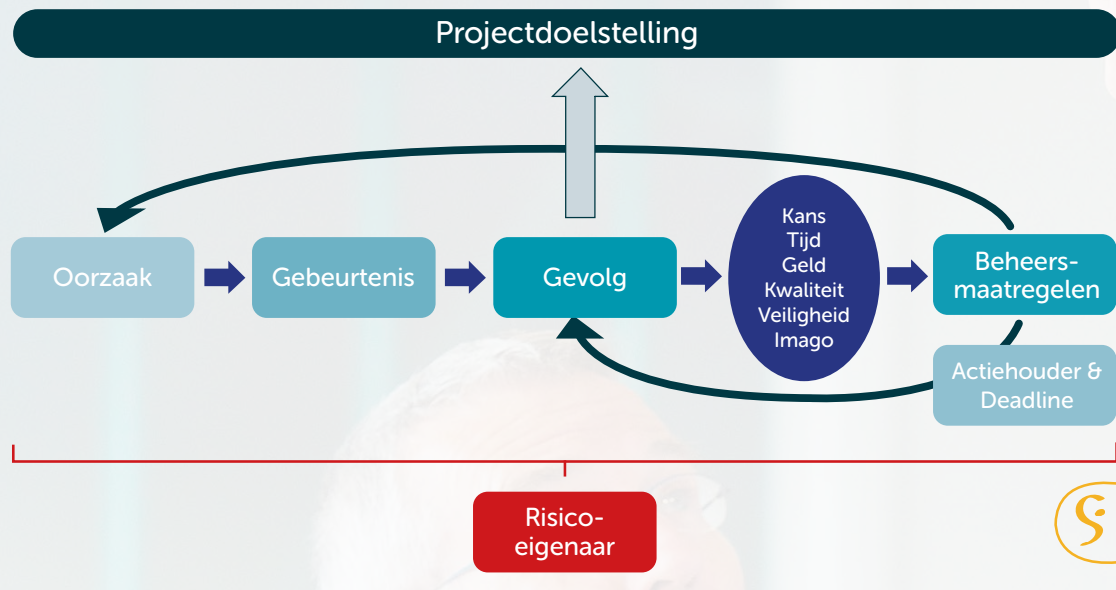 Projectdoelstelling
Oorzaak
Gebeurtenis
Gevolg
Kans
Tijd
Geld
Kwaliteit
Veiligheid
Imago
Beheers-
maatregelen
Actiehouder &
Deadline
Risico-
eigenaar